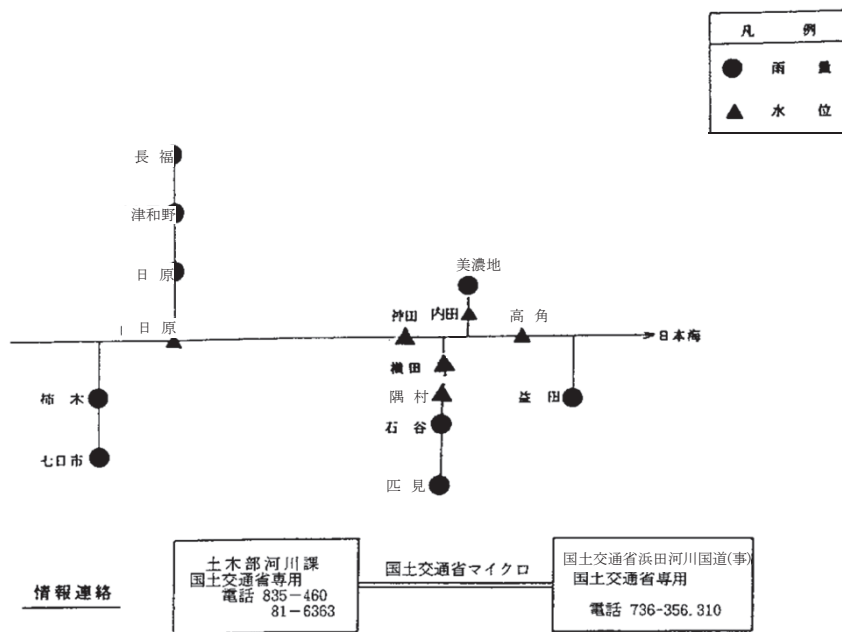 凡 例
雨 量
水 位
長 福
津和野
日 原
日 原
神田
内田
美濃地
高 角
日本海
横田
隅 村
石 谷
匹 見
益 田
柿 木
七日市
情報連絡
土木部河川課
国土交通省専用
電話 835-460
81-6363
国土交通省マイクロ
国土交通省浜田河川国道(事)
国土交通省専用
電話 736-356.310